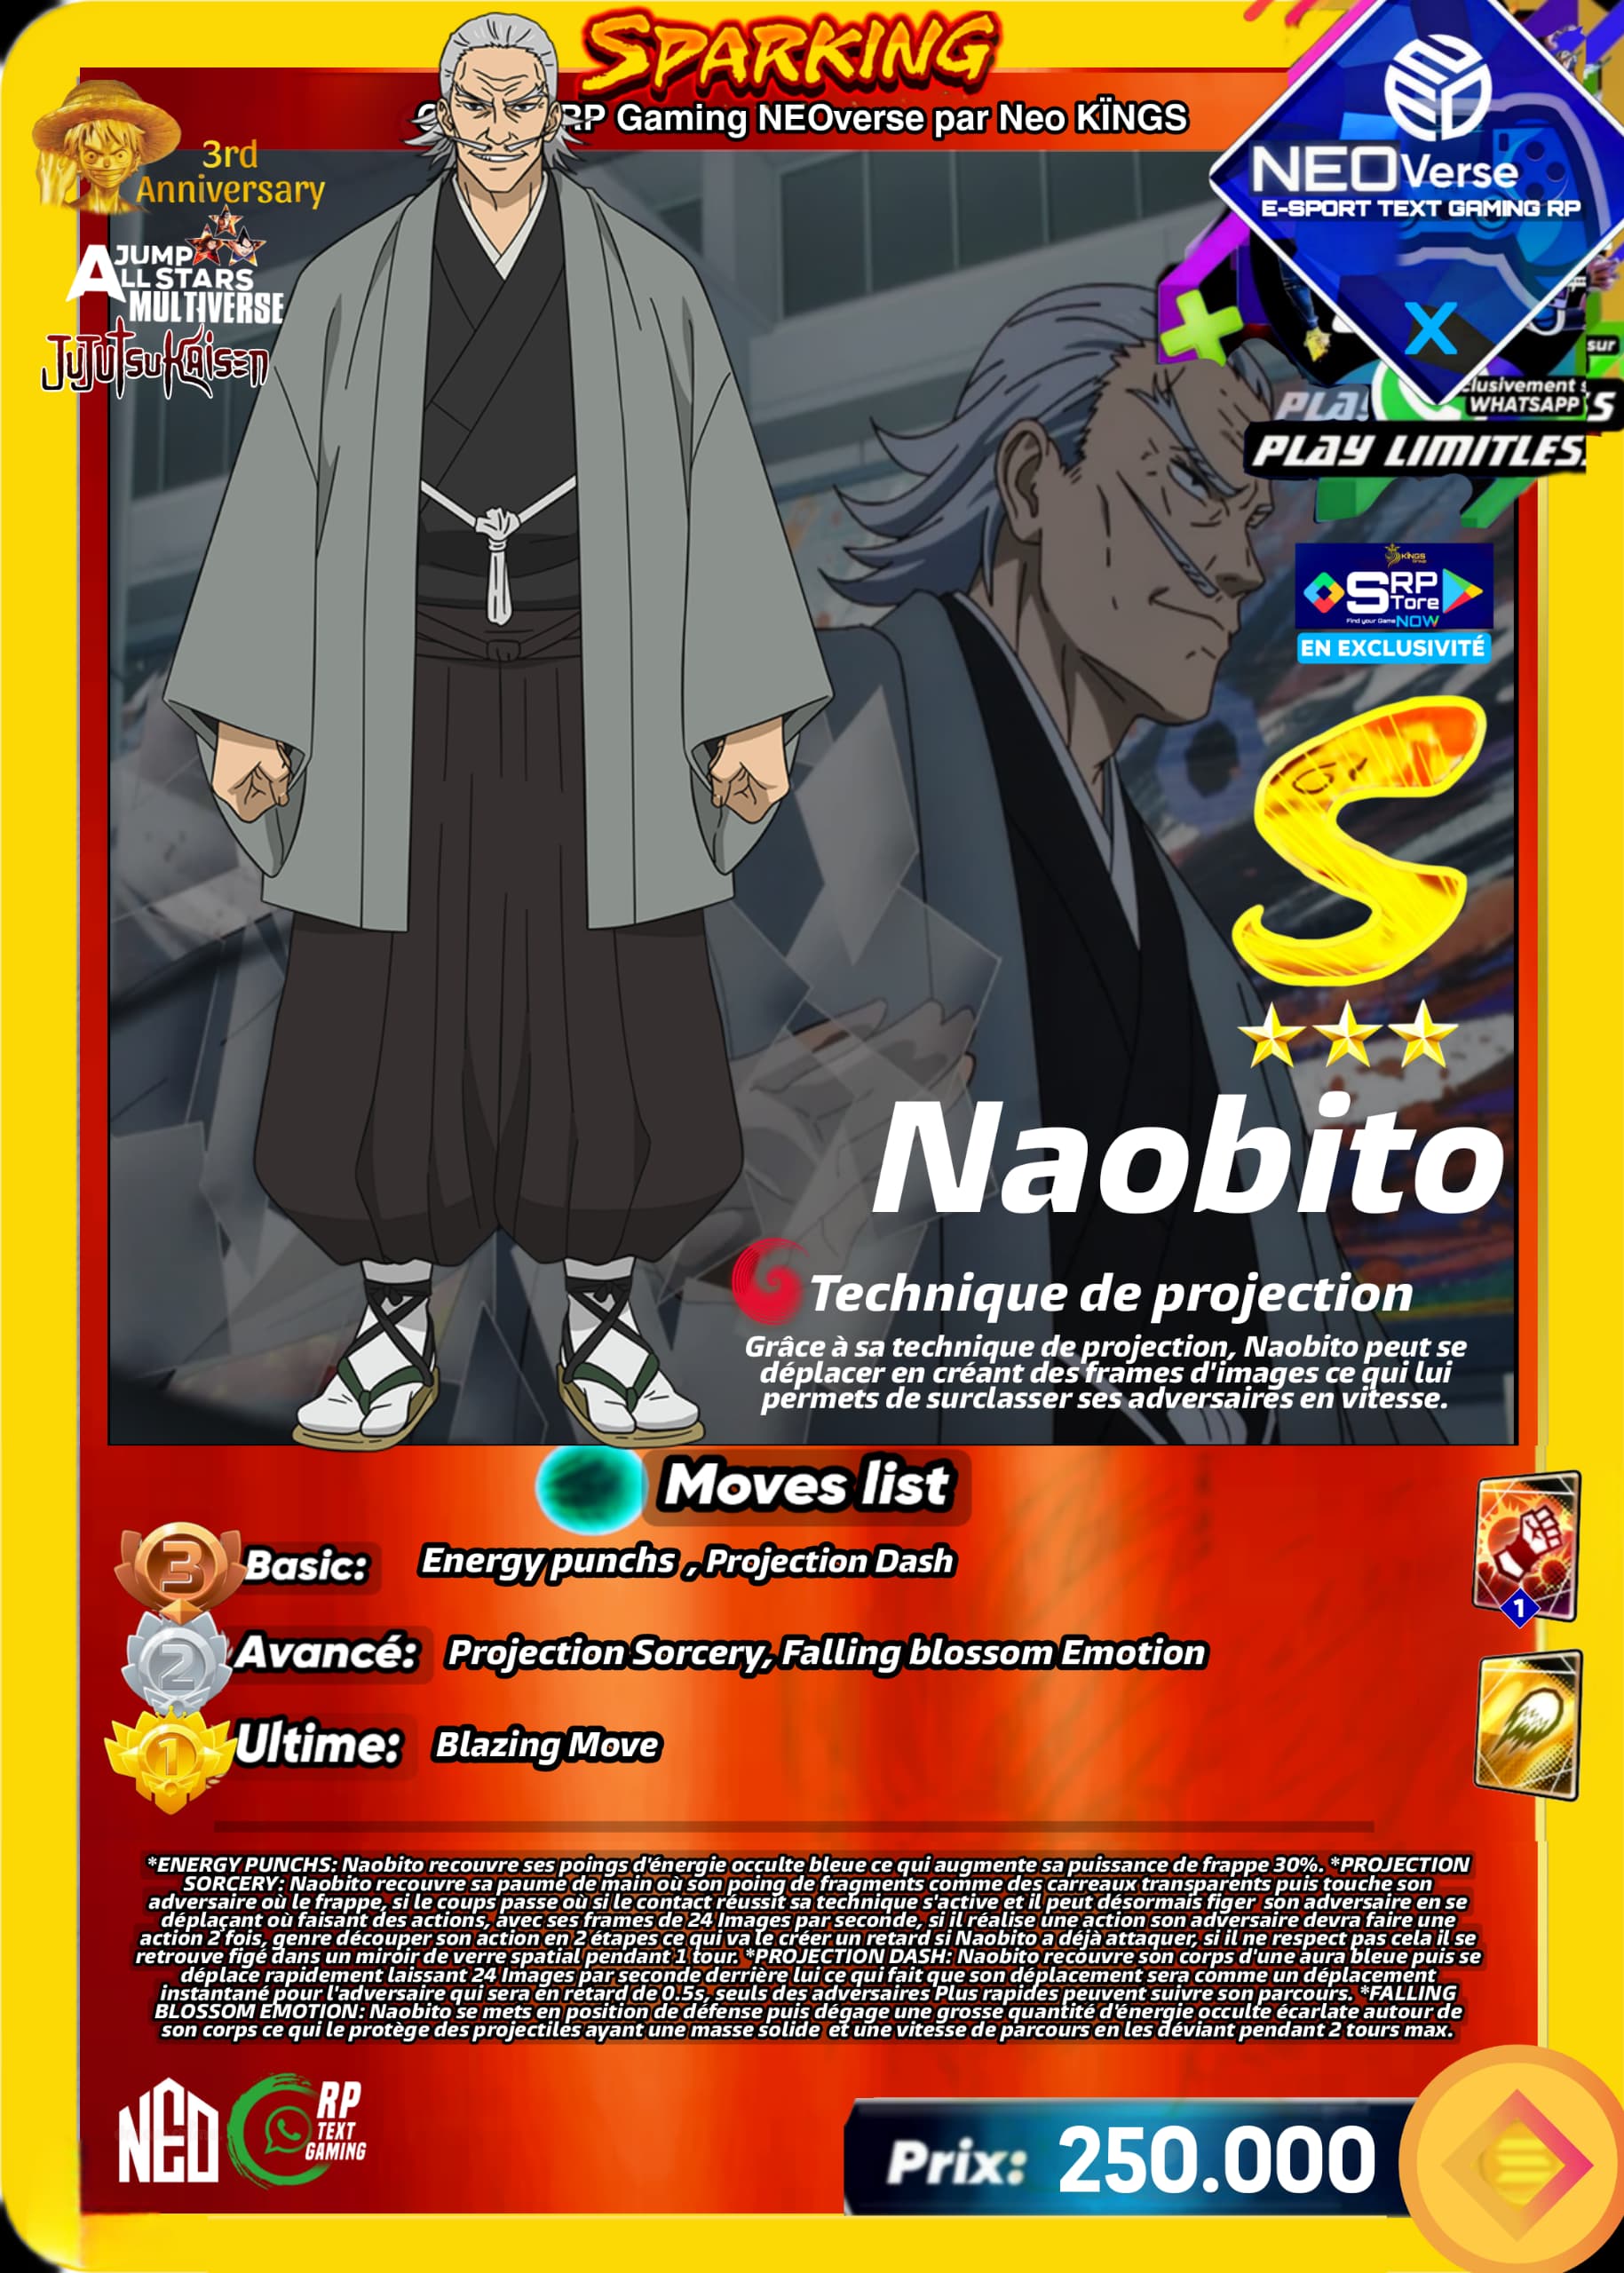 SPARKING
RP Gaming NEOverse par Neo KÏNGS
3rd
Anniversary
JUMP
ALL STARS
MULTIVERSE
JUJUTSU KAISEN
NEOVerse
E-SPORT TEXT GAMING RP
X
sur
clusivement s
WHATSAPP
PLA
S
PLAY LIMITLES
KINGS
SRP
Tore
Find your Game NOW
EN EXCLUSIVITÉ
S
Naobito
Technique de projection
Grâce à sa technique de projection, Naobito peut se
déplacer en créant des frames d'images ce qui lui
permets de surclasser ses adversaires en vitesse.
Moves list
3 Basic: Energy punchs , Projection Dash
1
2 Avancé: Projection Sorcery, Falling blossom Emotion
1 Ultime: Blazing Move
*ENERGY PUNCHS: Naobito recouvre ses poings d'énergie occulte bleue ce qui augmente sa puissance de frappe 30%. *PROJECTION
SORCERY: Naobito recouvre sa paume de main où son poing de fragments comme des carreaux transparents puis touche son
adversaire où le frappe, si le coups passe où si le contact réussit sa technique s'active et il peut désormais figer son adversaire en se
déplaçant où faisant des actions, avec ses frames de 24 Images par seconde, si il réalise une action son adversaire devra faire une
action 2 fois, genre découper son action en 2 étapes ce qui va le créer un retard si Naobito a déjà attaquer, si il ne respect pas cela il se
retrouve figé dans un miroir de verre spatial pendant 1 tour. *PROJECTION DASH: Naobito recouvre son corps d'une aura bleue puis se
déplace rapidement laissant 24 Images par seconde derrière lui ce qui fait que son déplacement sera comme un déplacement
instantané pour l'adversaire qui sera en retard de 0.5s, seuls des adversaires Plus rapides peuvent suivre son parcours. *FALLING
BLOSSOM EMOTION: Naobito se mets en position de défense puis dégage une grosse quantité d'énergie occulte écarlate autour de
son corps ce qui le protège des projectiles ayant une masse solide et une vitesse de parcours en les déviant pendant 2 tours max.
NEO
RP
TEXT
GAMING
Prix: 250.000